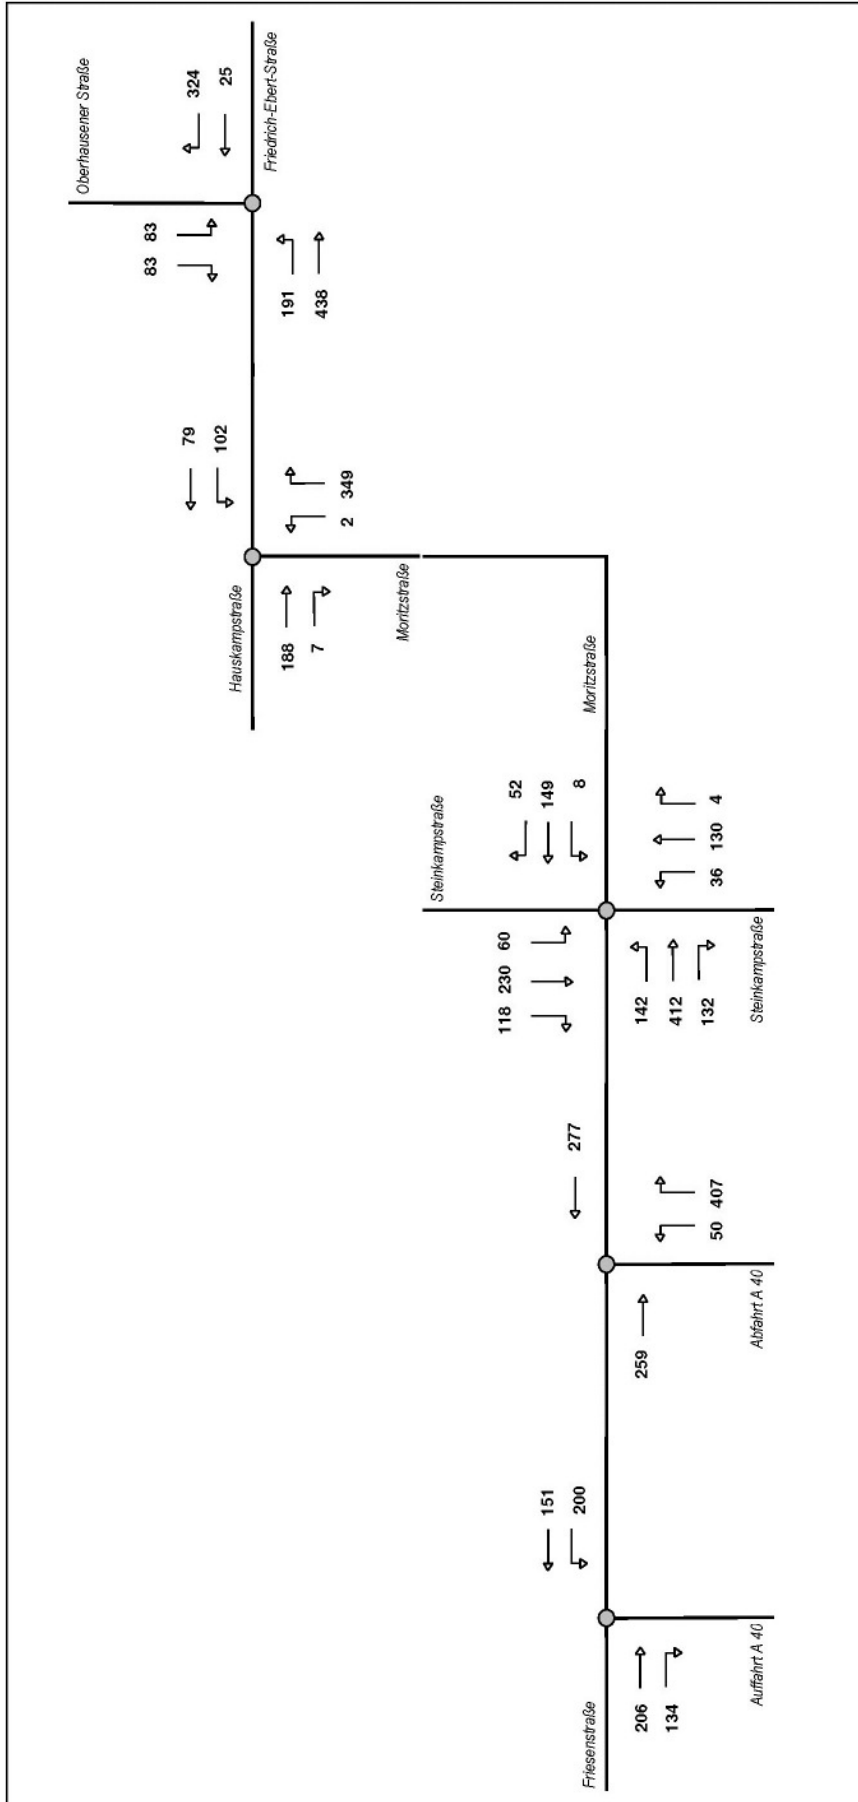 Oberhausener Straße
324
25
Friedrich-Ebert-Straße
83 83
191
438
79
102
Hauskampstraße
2 349
188
7
Moritzstraße
Moritzstraße
Steinkampstraße
52
149
8
118 230 60
36 130 4
142
412
132
Steinkampstraße
277
50 407
259
Abfahrt A 40
151
200
Friesenstraße
206
134
Auffahrt A 40